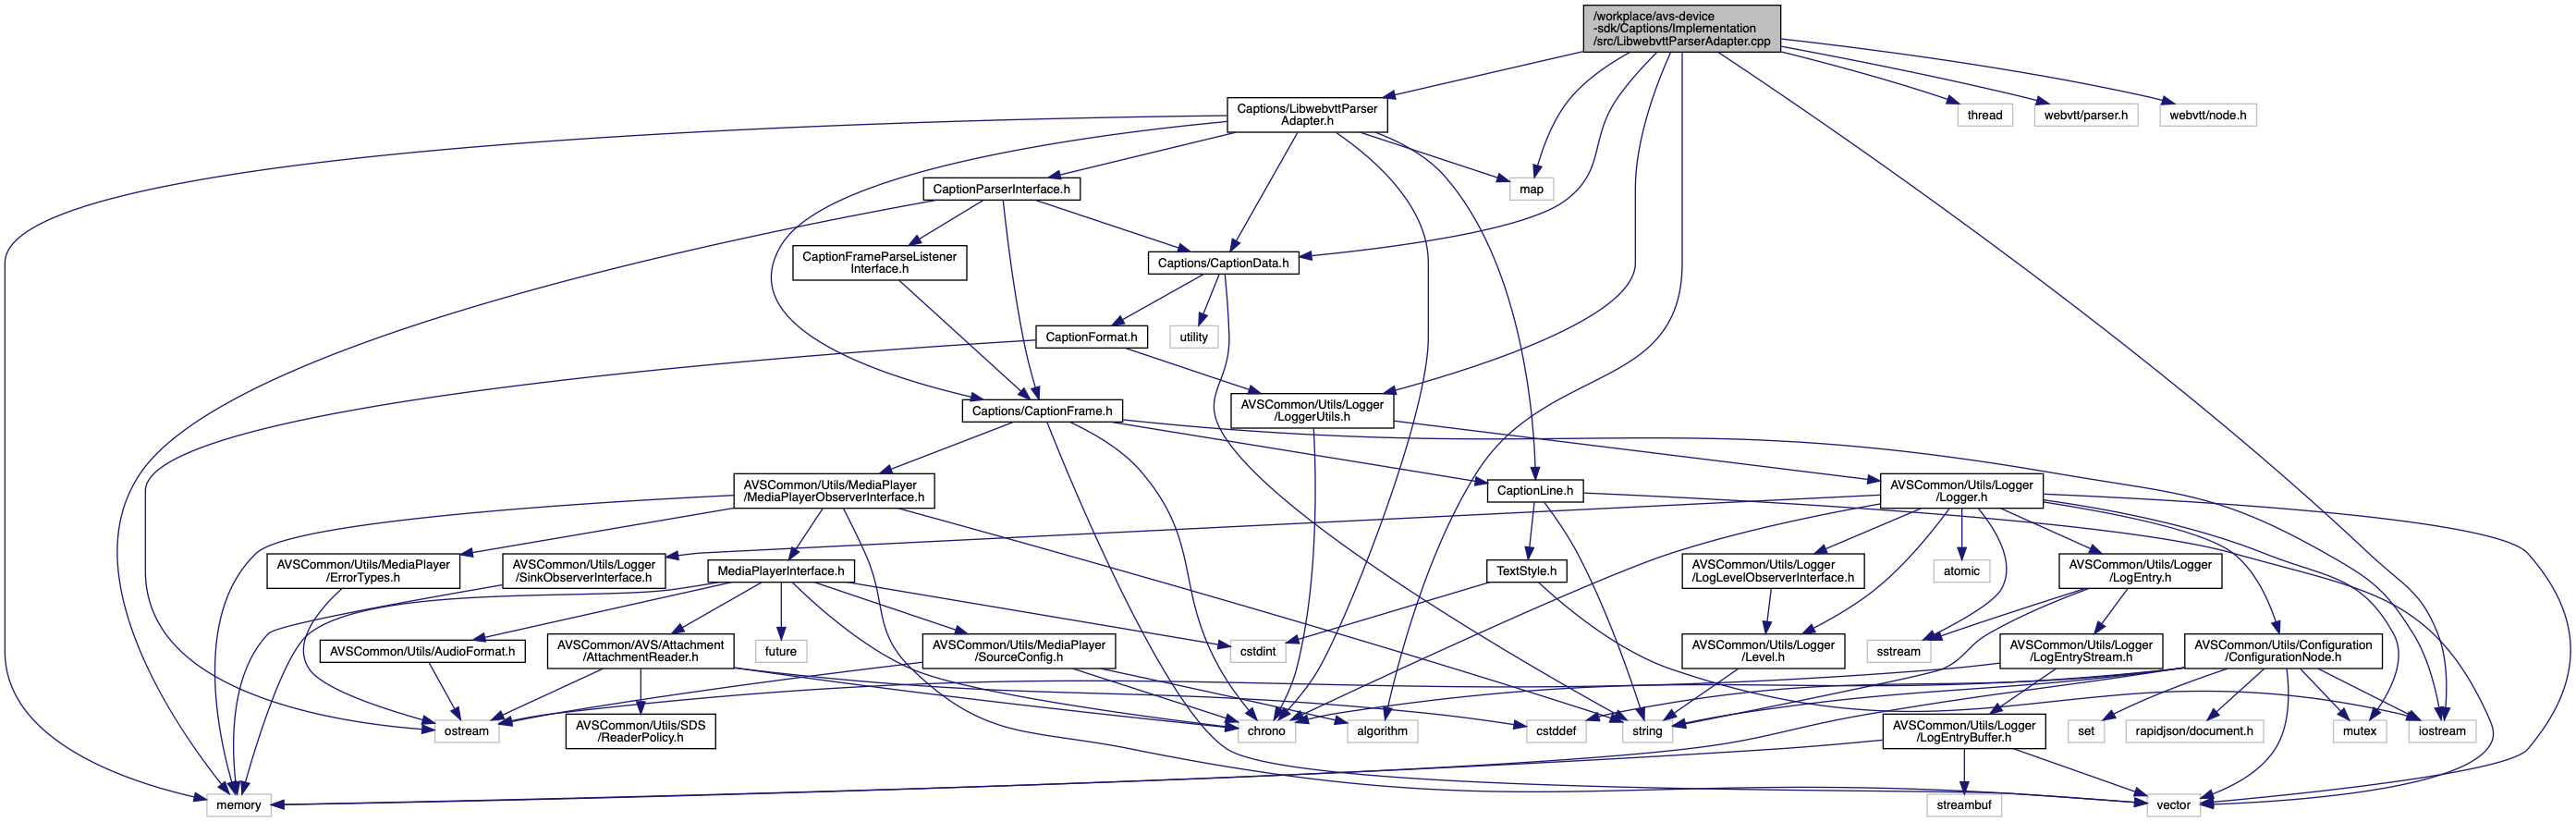 /workplace/avs-device
-sdk/Captions/Implementation
/src/LibwebvttParserAdapter.cpp
Captions/LibwebvttParser
Adapter.h
thread
webvtt/parser.h
webvtt/node.h
CaptionParserInterface.h
map
CaptionFrameParseListener
Interface.h
Captions/CaptionData.h
CaptionFormat.h
utility
Captions/CaptionFrame.h
AVSCommon/Utils/Logger
/LoggerUtils.h
AVSCommon/Utils/MediaPlayer
/MediaPlayerObserverInterface.h
CaptionLine.h
AVSCommon/Utils/Logger
/Logger.h
AVSCommon/Utils/MediaPlayer
/ErrorTypes.h
AVSCommon/Utils/Logger
/SinkObserverInterface.h
MediaPlayerInterface.h
TextStyle.h
AVSCommon/Utils/Logger
/LogLevelObserverInterface.h
atomic
AVSCommon/Utils/Logger
/LogEntry.h
AVSCommon/Utils/AudioFormat.h
AVSCommon/AVS/Attachment
/AttachmentReader.h
future
AVSCommon/Utils/MediaPlayer
/SourceConfig.h
cstdint
AVSCommon/Utils/Logger
/Level.h
sstream
AVSCommon/Utils/Logger
/LogEntryStream.h
AVSCommon/Utils/Configuration
/ConfigurationNode.h
ostream
AVSCommon/Utils/SDS
/ReaderPolicy.h
chrono
algorithm
cstddef
string
AVSCommon/Utils/Logger
/LogEntryBuffer.h
set
rapidjson/document.h
mutex
iostream
memory
streambuf
vector